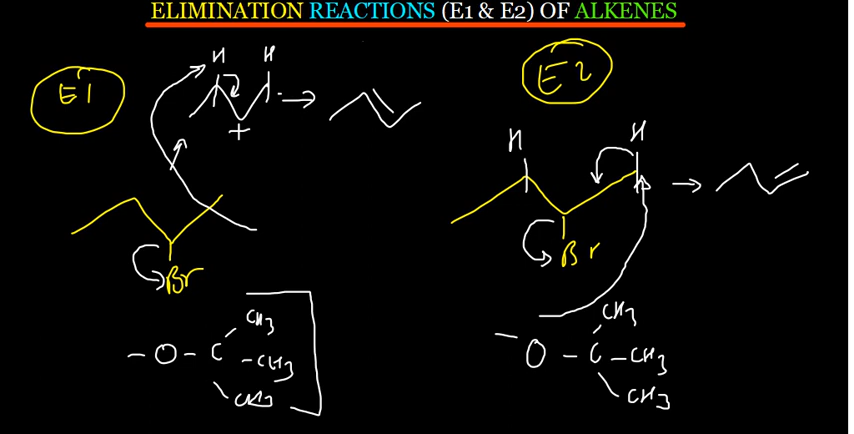 ELIMINATION REACTIONS (E1 & E2) OF ALKENES
E1
H H
+
Br
- O - C
CH3
- CH3
CH3
E2
H H
Br
- O - C
CH3
- CH3
CH3